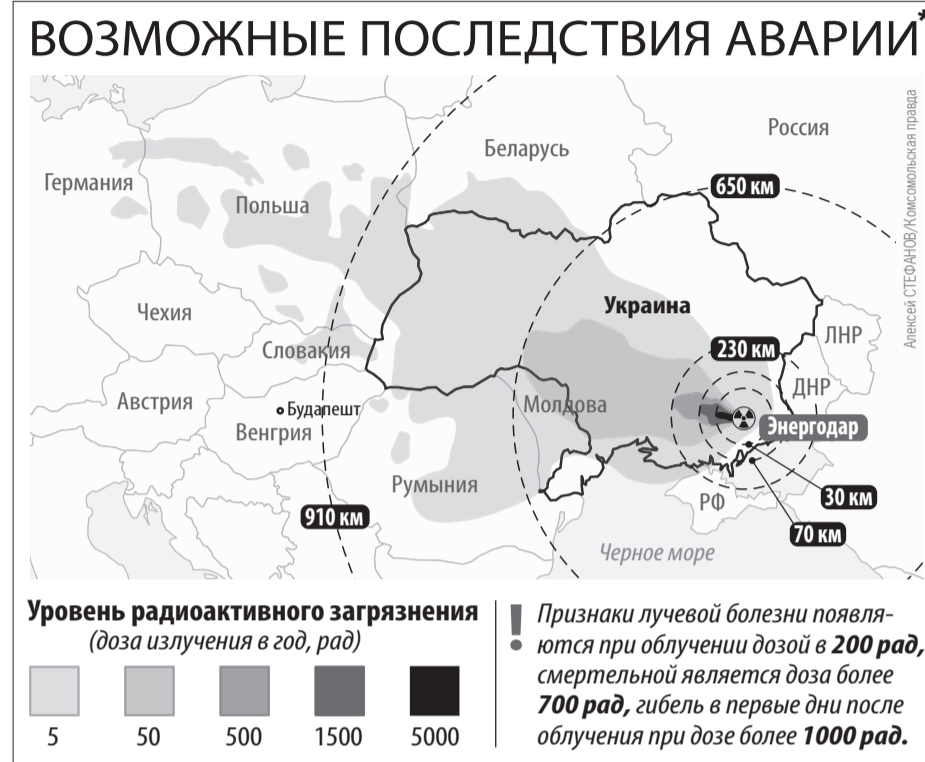 ВОЗМОЖНЫЕ ПОСЛЕДСТВИЯ АВАРИИ*
Россия
Беларусь
Германия
Польша
650 км
Алексей СТЕФАНОВ/Комсомольская правда
Украина
Чехия
ЛНР
Словакия
230 км
ДНР
Австрия
Будапешт
Молдова
Энергодар
Венгрия
Румыния
РФ
30 км
910 км
70 км
Черное море
Уровень радиоактивного загрязнения
(доза излучения в год, рад)
5 50 500 1500 5000
! Признаки лучевой болезни появля-
ются при облучении дозой в 200 рад,
смертельной является доза более
700 рад, гибель в первые дни после
облучения при дозе более 1000 рад.